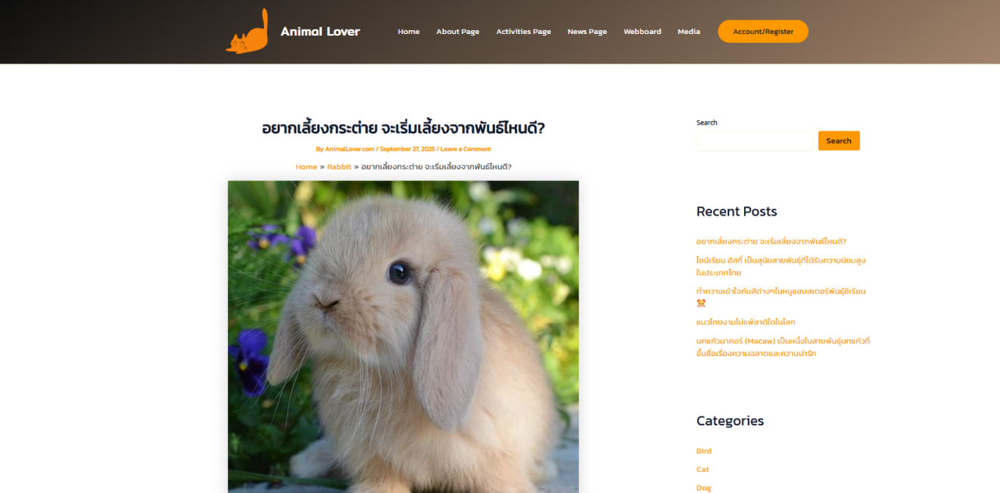 Animal Lover
Home
About Page
Activities Page
News Page
Webboard
Media
Account/Register
อยากเลี้ยงกระต่าย จะเริ่มเลี้ยงจากพันธ์ไหนดี?
By AnimalLover.com / September 27, 2025 / Leave a Comment
Home » Rabbit » อยากเลี้ยงกระต่าย จะเริ่มเลี้ยงจากพันธ์ไหนดี?
Search
Search
Recent Posts
อยากเลี้ยงกระต่าย จะเริ่มเลี้ยงจากพันธ์ไหนดี?
ไซบีเรียน ฮัสกี้ เป็นสุนัขสายพันธุ์ที่ได้รับความนิยมสูง
ในประเทศไทย
ทำความเข้าใจกับสีต่างๆในหนูแฮมสเตอร์พันธุ์ซีเรียน
🐹
แมวไทยงามไม่แพ้ชาติใดในโลก
นกแก้วมาคอร์ (Macaw) เป็นหนึ่งในสายพันธุ์นกแก้วที่
ขึ้นชื่อเรื่องความฉลาดและความน่ารัก
Categories
Bird
Cat
Dog